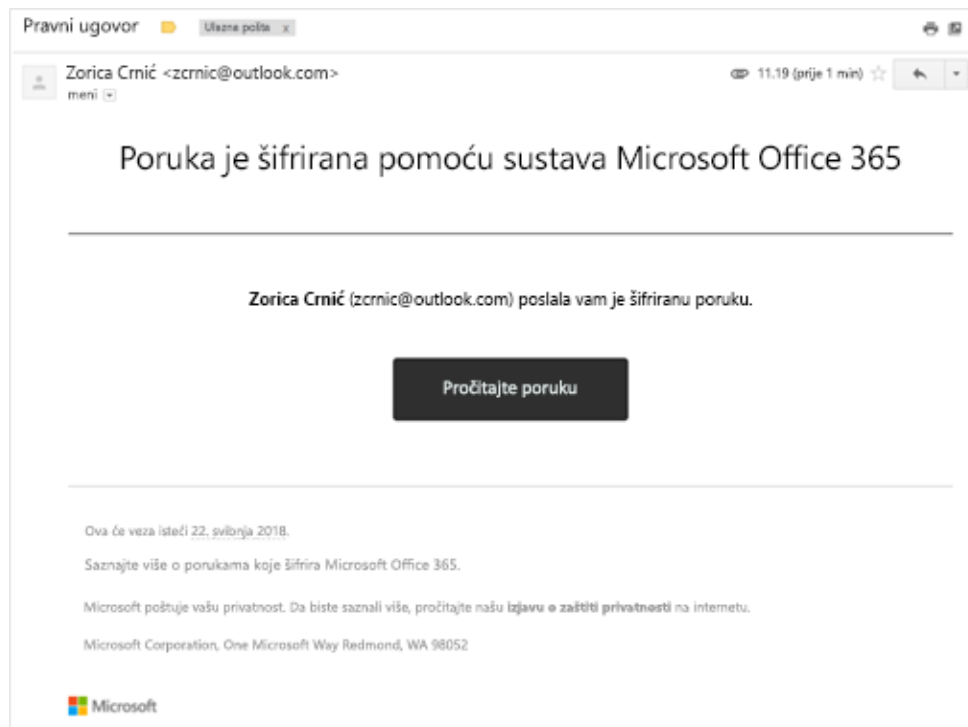 Pravni ugovor
Ulazna pošta x
Zorica Crnić <zcrnic@outlook.com>
11.19 (prije 1 min)
meni
Poruka je šifrirana pomoću sustava Microsoft Office 365
Zorica Crnić (zcrnic@outlook.com) poslala vam je šifriranu poruku.
Pročitajte poruku
Ova će veza isteći 22. svibnja 2018.
Saznajte više o porukama koje šifrira Microsoft Office 365.
Microsoft poštuje vašu privatnost. Da biste saznali više, pročitajte našu izjavu o zaštiti privatnosti na internetu.
Microsoft Corporation, One Microsoft Way Redmond, WA 98052
Microsoft